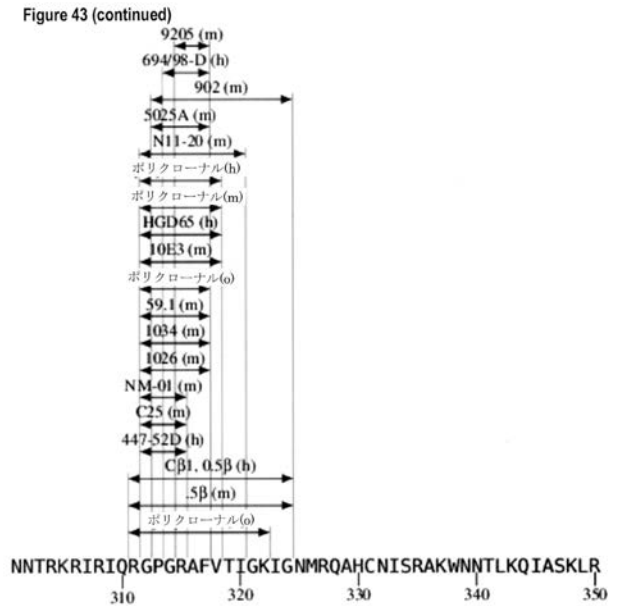 Figure 43 (continued)
9205 (m)
694/98-D (h)
902 (m)
5025A (m)
N11-20 (m)
ポリクローナル(h)
ポリクローナル(m)
HGD65 (h)
10E3 (m)
ポリクローナル(o)
59.1 (m)
1034 (m)
1026 (m)
NM-01 (m)
C25 (m)
447-52D (h)
Cβ1, 0.5β (h)
.5β (m)
ポリクローナル(o)
NNTRKRIRIQRGPGRAFVTIGKIGNMRQAHCNISRAKWNNTLKQIASKLR
310 320 330 340 350